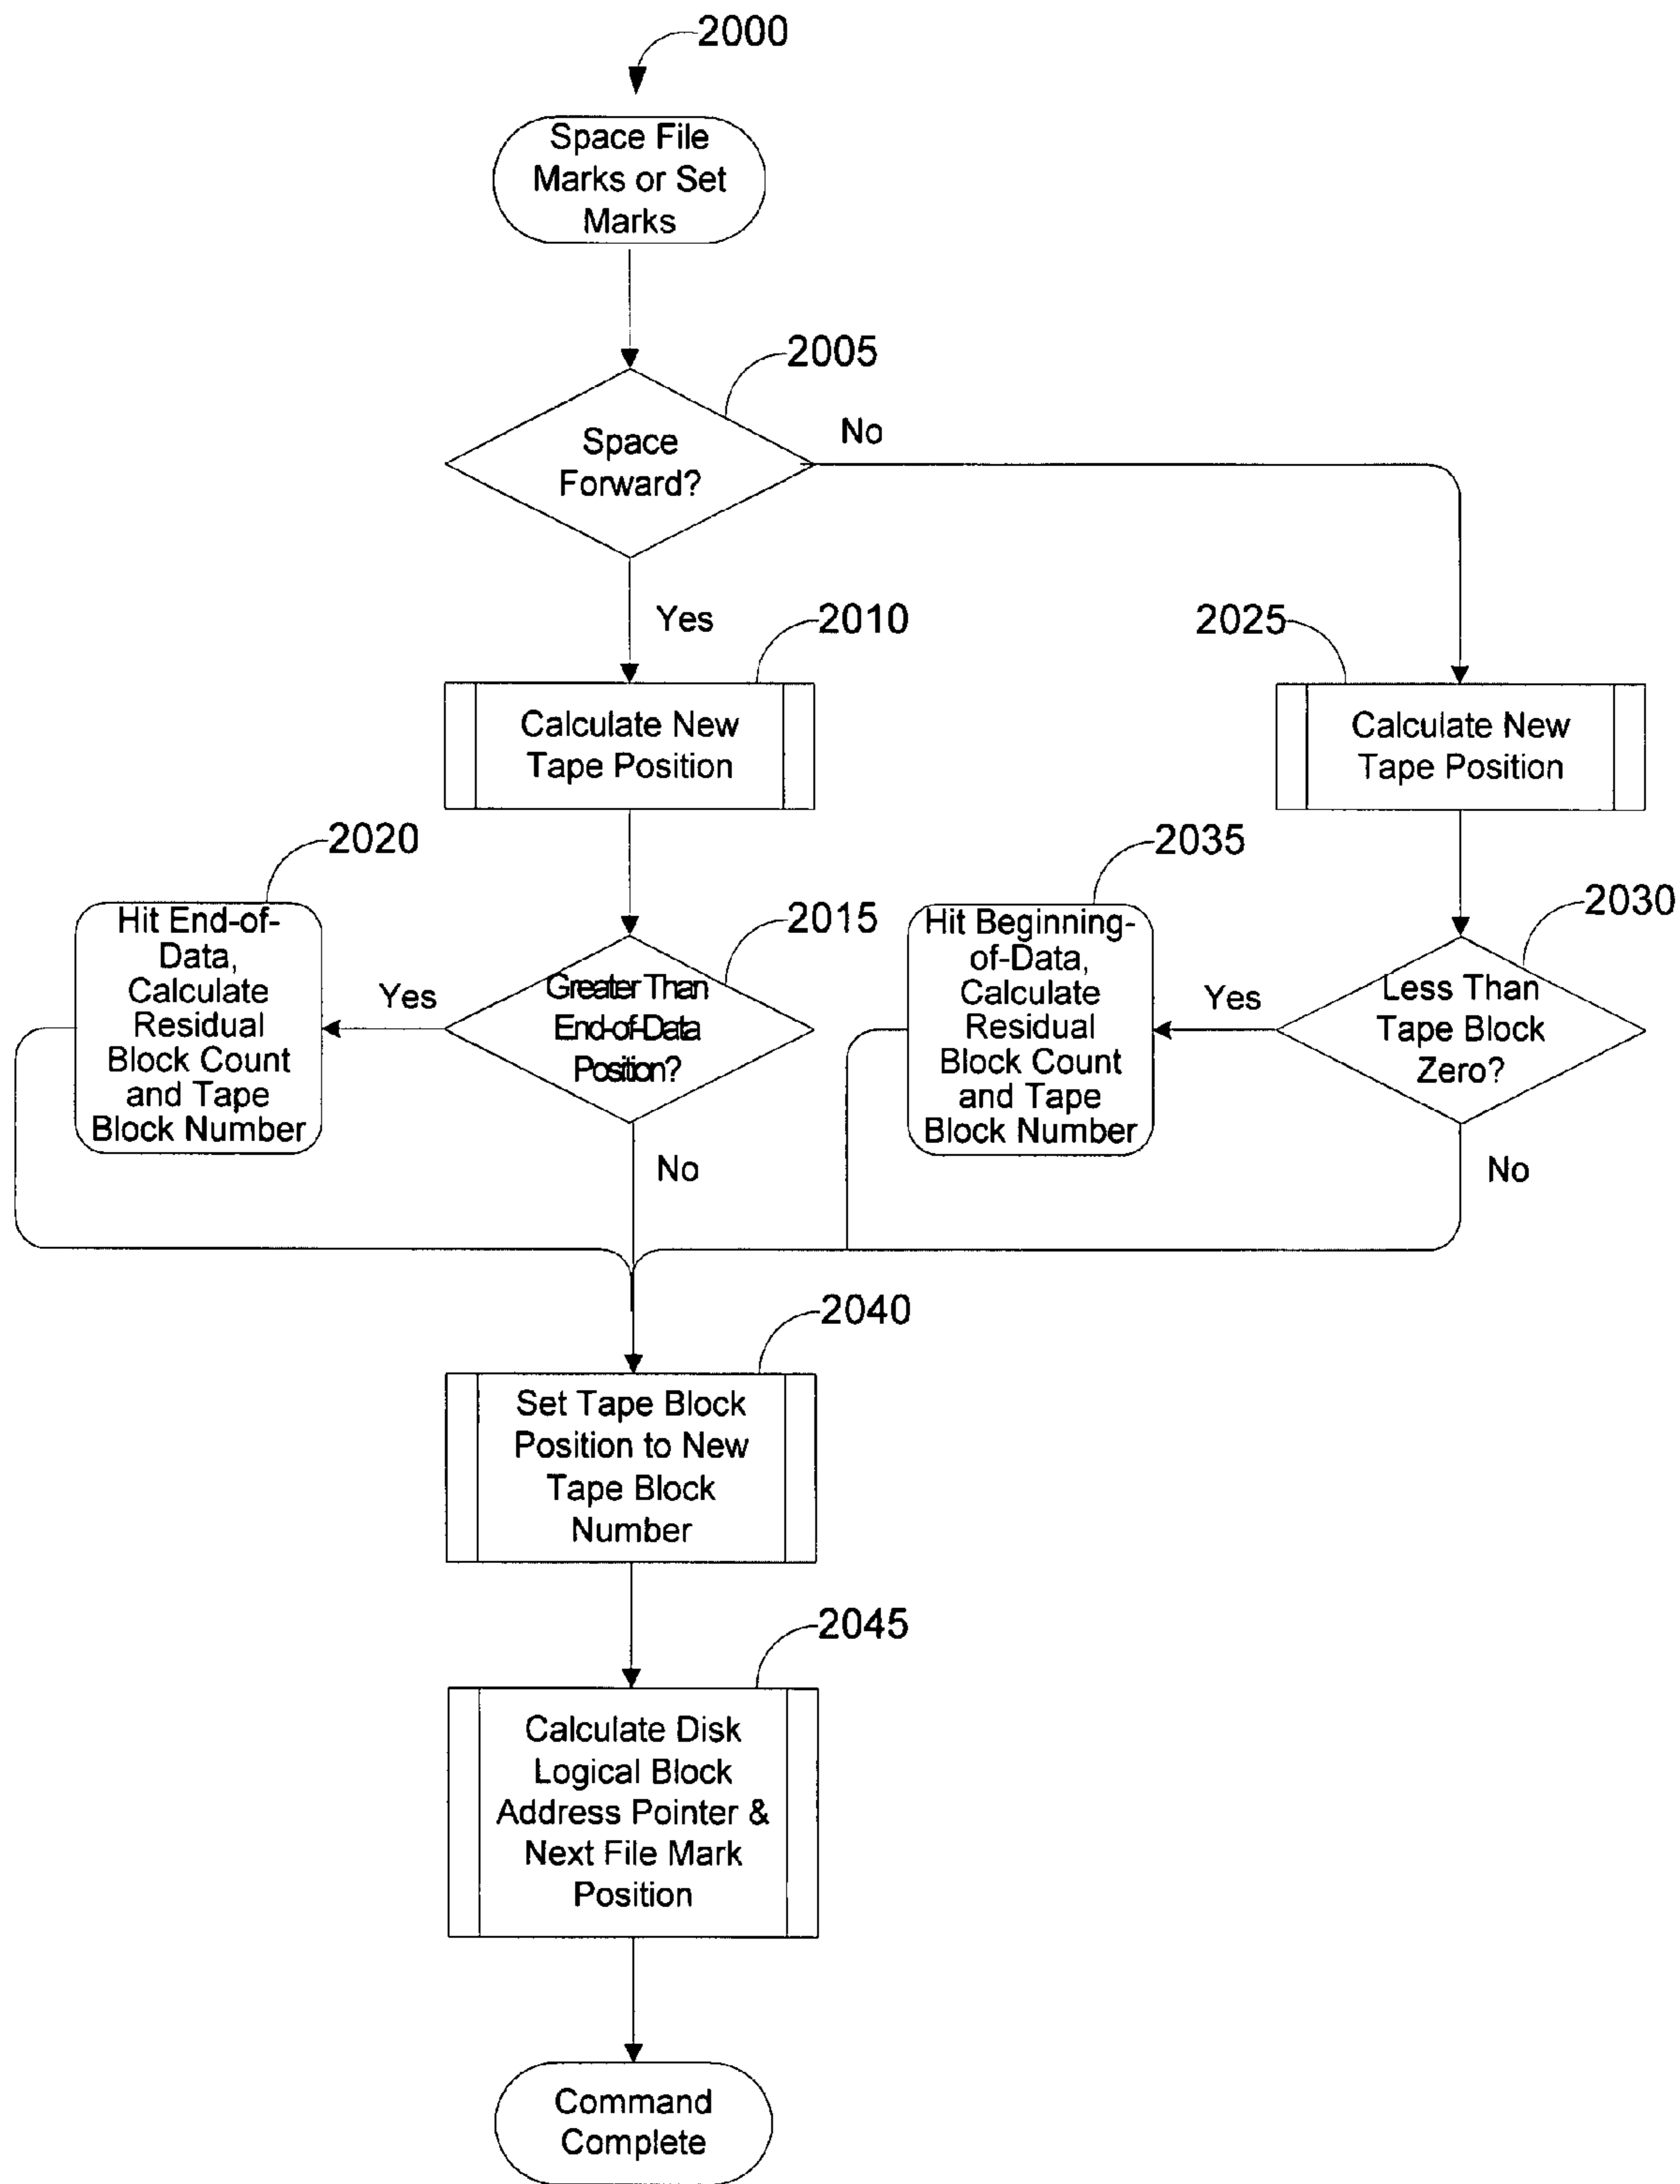 2000
Space File
Marks or Set
Marks
2005
Space
Forward?
No
Yes
2010
2025
Calculate New
Tape Position
Calculate New
Tape Position
2020
2035
2030
2015
Hit End-of-
Data,
Calculate
Residual
Block Count
and Tape
Block Number
Yes
Greater Than
End-of-Data
Position?
Hit Beginning-
of-Data,
Calculate
Residual
Block Count
and Tape
Block Number
Yes
Less Than
Tape Block
Zero?
No
No
2040
Set Tape Block
Position to New
Tape Block
Number
2045
Calculate Disk
Logical Block
Address Pointer &
Next File Mark
Position
Command
Complete